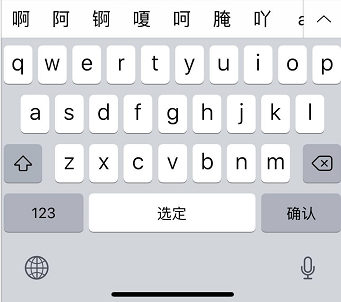 啊 阿 锕 嗄 呵 腌 吖 a
q w e r t y u i o p
a s d f g h j k l
z x c v b n m
123 选定 确认